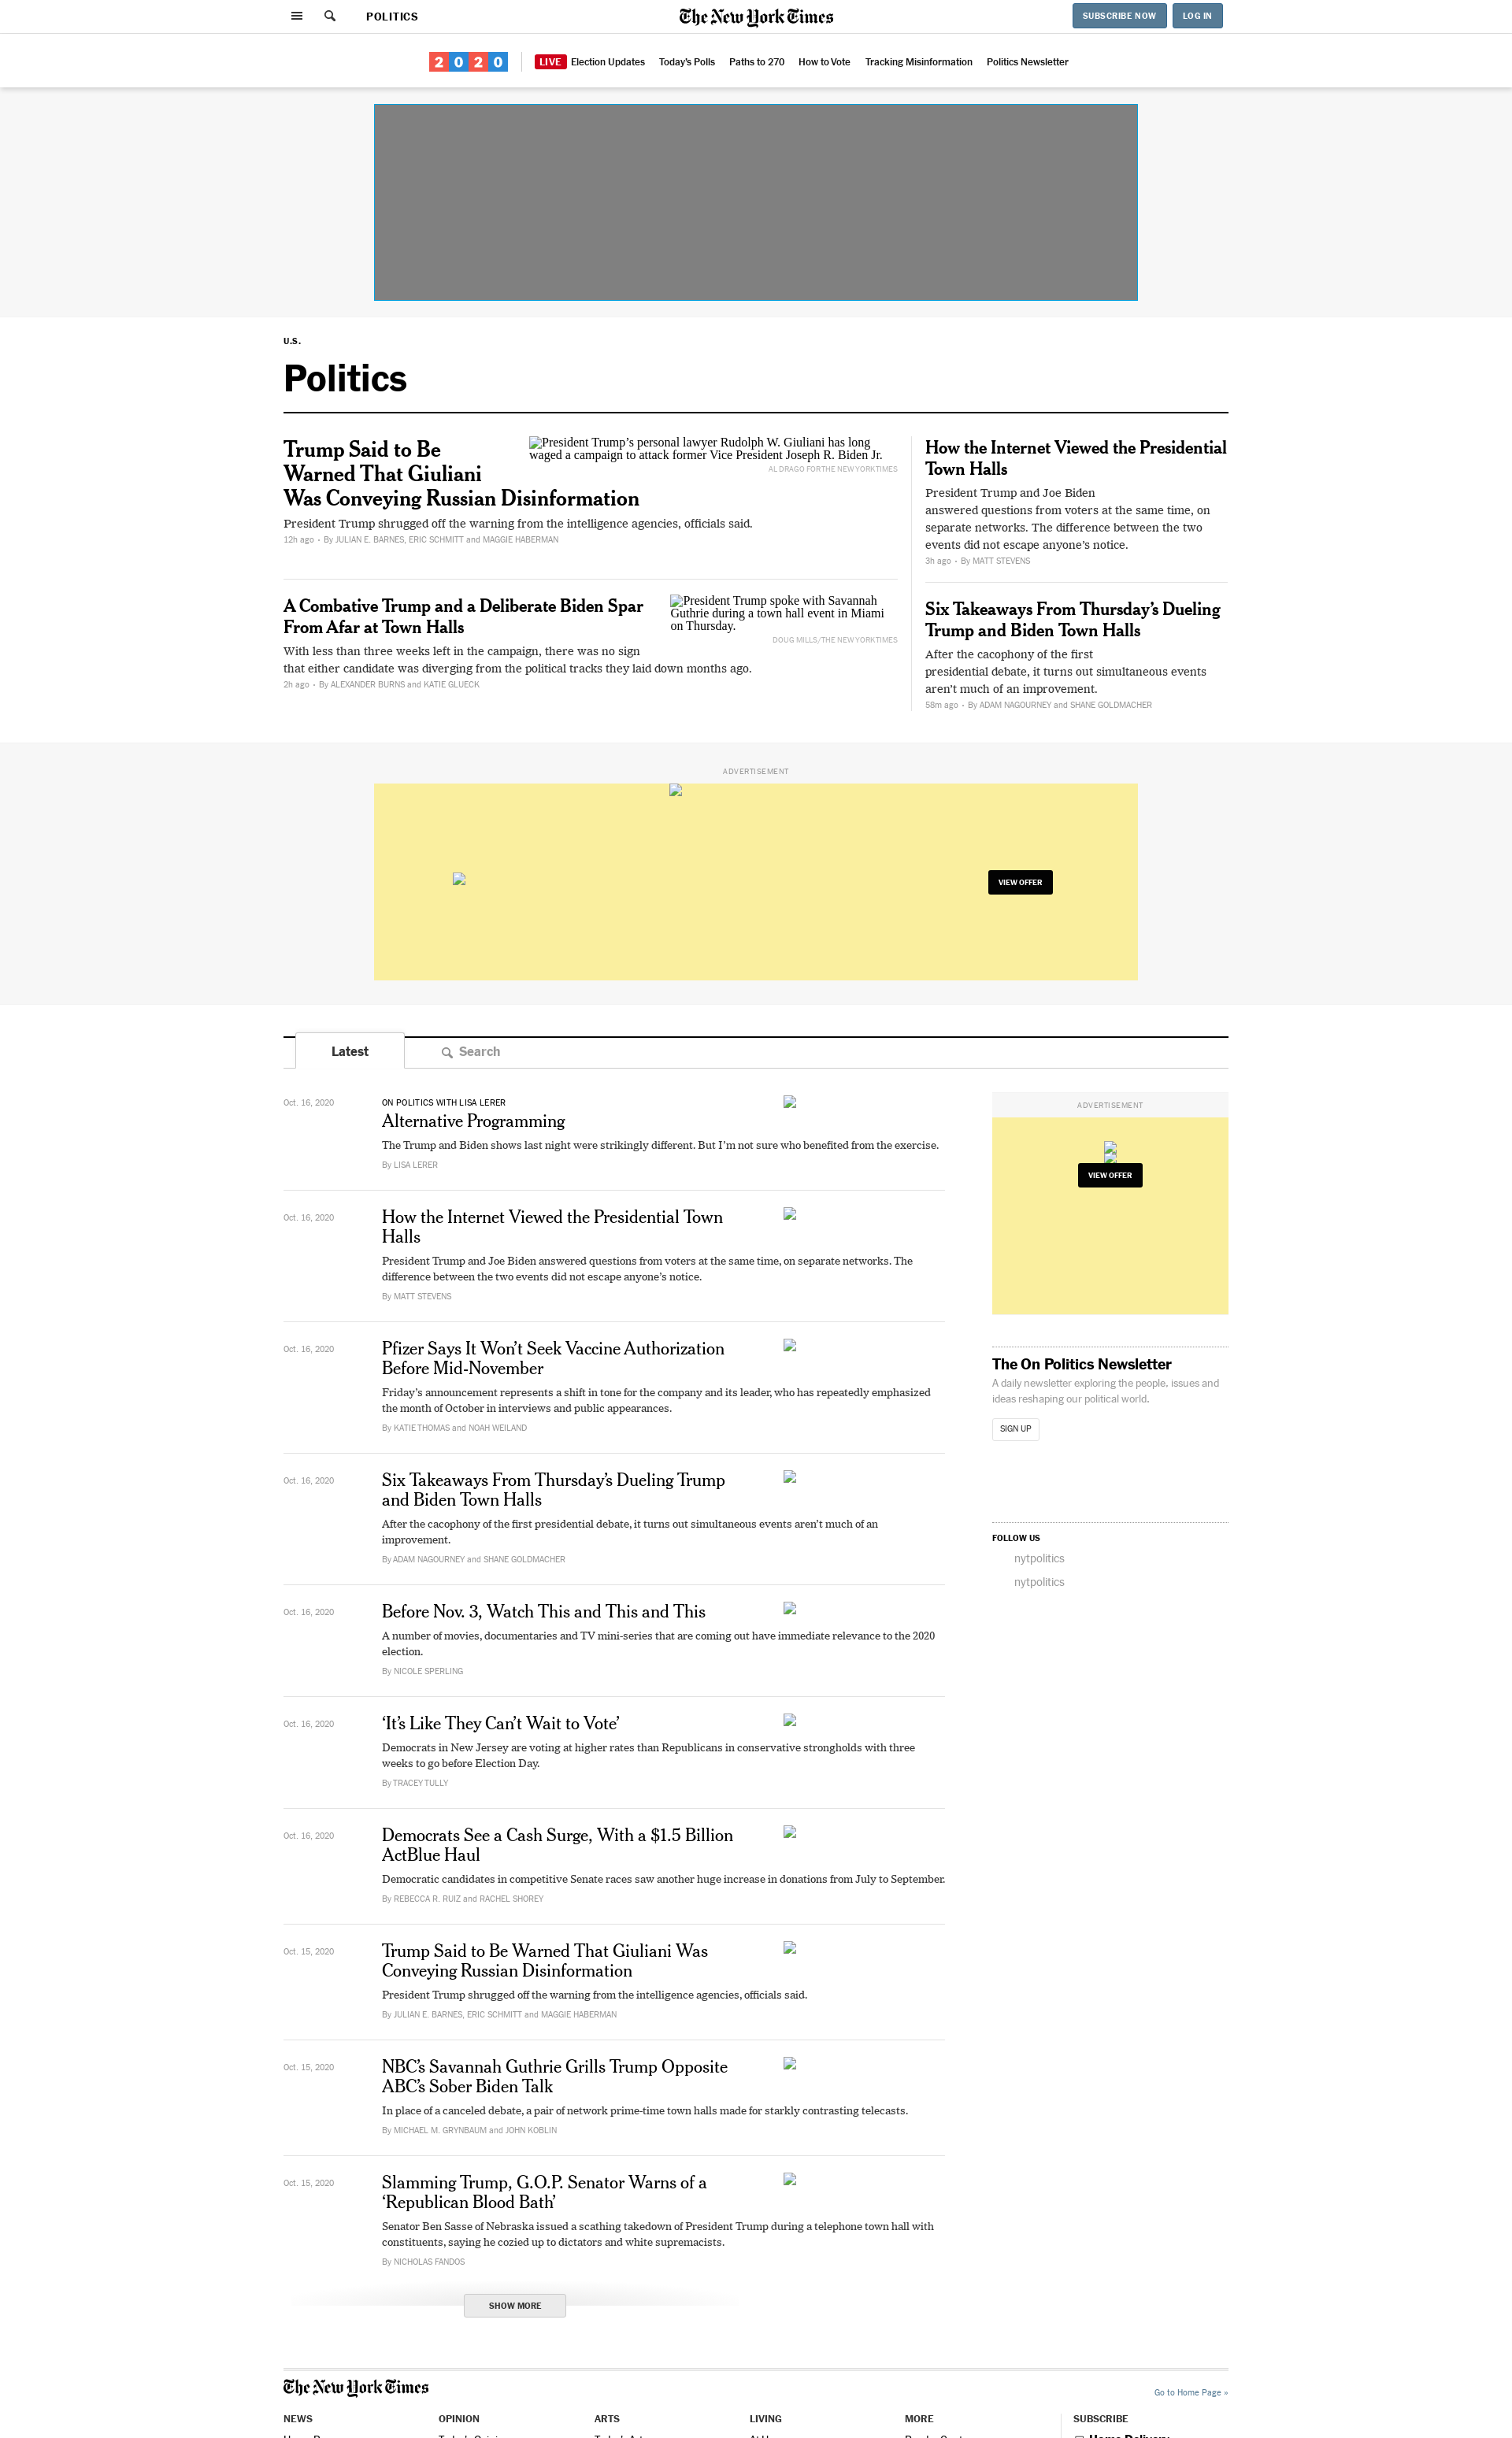 POLITICS
The New York Times
SUBSCRIBE NOW
LOG IN
2020
LIVE Election Updates
Today's Polls
Paths to 270
How to Vote
Tracking Misinformation
Politics Newsletter
U.S.
Politics
Trump Said to Be
Warned That Giuliani
Was Conveying Russian Disinformation
President Trump shrugged off the warning from the intelligence agencies, officials said.
12h ago • By JULIAN E. BARNES, ERIC SCHMITT and MAGGIE HABERMAN
President Trump’s personal lawyer Rudolph W. Giuliani has long
waged a campaign to attack former Vice President Joseph R. Biden Jr.
AL DRAGO FOR THE NEW YORK TIMES
A Combative Trump and a Deliberate Biden Spar
From Afar at Town Halls
With less than three weeks left in the campaign, there was no sign
that either candidate was diverging from the political tracks they laid down months ago.
2h ago • By ALEXANDER BURNS and KATIE GLUECK
President Trump spoke with Savannah
Guthrie during a town hall event in Miami
on Thursday.
DOUG MILLS/THE NEW YORK TIMES
How the Internet Viewed the Presidential
Town Halls
President Trump and Joe Biden
answered questions from voters at the same time, on
separate networks. The difference between the two
events did not escape anyone’s notice.
3h ago • By MATT STEVENS
Six Takeaways From Thursday’s Dueling
Trump and Biden Town Halls
After the cacophony of the first
presidential debate, it turns out simultaneous events
aren’t much of an improvement.
58m ago • By ADAM NAGOURNEY and SHANE GOLDMACHER
ADVERTISEMENT
VIEW OFFER
Latest
Search
Oct. 16, 2020
ON POLITICS WITH LISA LERER
Alternative Programming
The Trump and Biden shows last night were strikingly different. But I’m not sure who benefited from the exercise.
By LISA LERER
Oct. 16, 2020
How the Internet Viewed the Presidential Town
Halls
President Trump and Joe Biden answered questions from voters at the same time, on separate networks. The
difference between the two events did not escape anyone’s notice.
By MATT STEVENS
Oct. 16, 2020
Pfizer Says It Won’t Seek Vaccine Authorization
Before Mid-November
Friday’s announcement represents a shift in tone for the company and its leader, who has repeatedly emphasized
the month of October in interviews and public appearances.
By KATIE THOMAS and NOAH WEILAND
Oct. 16, 2020
Six Takeaways From Thursday’s Dueling Trump
and Biden Town Halls
After the cacophony of the first presidential debate, it turns out simultaneous events aren’t much of an
improvement.
By ADAM NAGOURNEY and SHANE GOLDMACHER
Oct. 16, 2020
Before Nov. 3, Watch This and This and This
A number of movies, documentaries and TV mini-series that are coming out have immediate relevance to the 2020
election.
By NICOLE SPERLING
Oct. 16, 2020
‘It’s Like They Can’t Wait to Vote’
Democrats in New Jersey are voting at higher rates than Republicans in conservative strongholds with three
weeks to go before Election Day.
By TRACEY TULLY
Oct. 16, 2020
Democrats See a Cash Surge, With a $1.5 Billion
ActBlue Haul
Democratic candidates in competitive Senate races saw another huge increase in donations from July to September.
By REBECCA R. RUIZ and RACHEL SHOREY
Oct. 15, 2020
Trump Said to Be Warned That Giuliani Was
Conveying Russian Disinformation
President Trump shrugged off the warning from the intelligence agencies, officials said.
By JULIAN E. BARNES, ERIC SCHMITT and MAGGIE HABERMAN
Oct. 15, 2020
NBC’s Savannah Guthrie Grills Trump Opposite
ABC’s Sober Biden Talk
In place of a canceled debate, a pair of network prime-time town halls made for starkly contrasting telecasts.
By MICHAEL M. GRYNBAUM and JOHN KOBLIN
Oct. 15, 2020
Slamming Trump, G.O.P. Senator Warns of a
‘Republican Blood Bath’
Senator Ben Sasse of Nebraska issued a scathing takedown of President Trump during a telephone town hall with
constituents, saying he cozied up to dictators and white supremacists.
By NICHOLAS FANDOS
SHOW MORE
ADVERTISEMENT
VIEW OFFER
The On Politics Newsletter
A daily newsletter exploring the people, issues and
ideas reshaping our political world.
SIGN UP
FOLLOW US
nytpolitics
nytpolitics
The New York Times
Go to Home Page »
NEWS
OPINION
ARTS
LIVING
MORE
SUBSCRIBE
Home Delivery